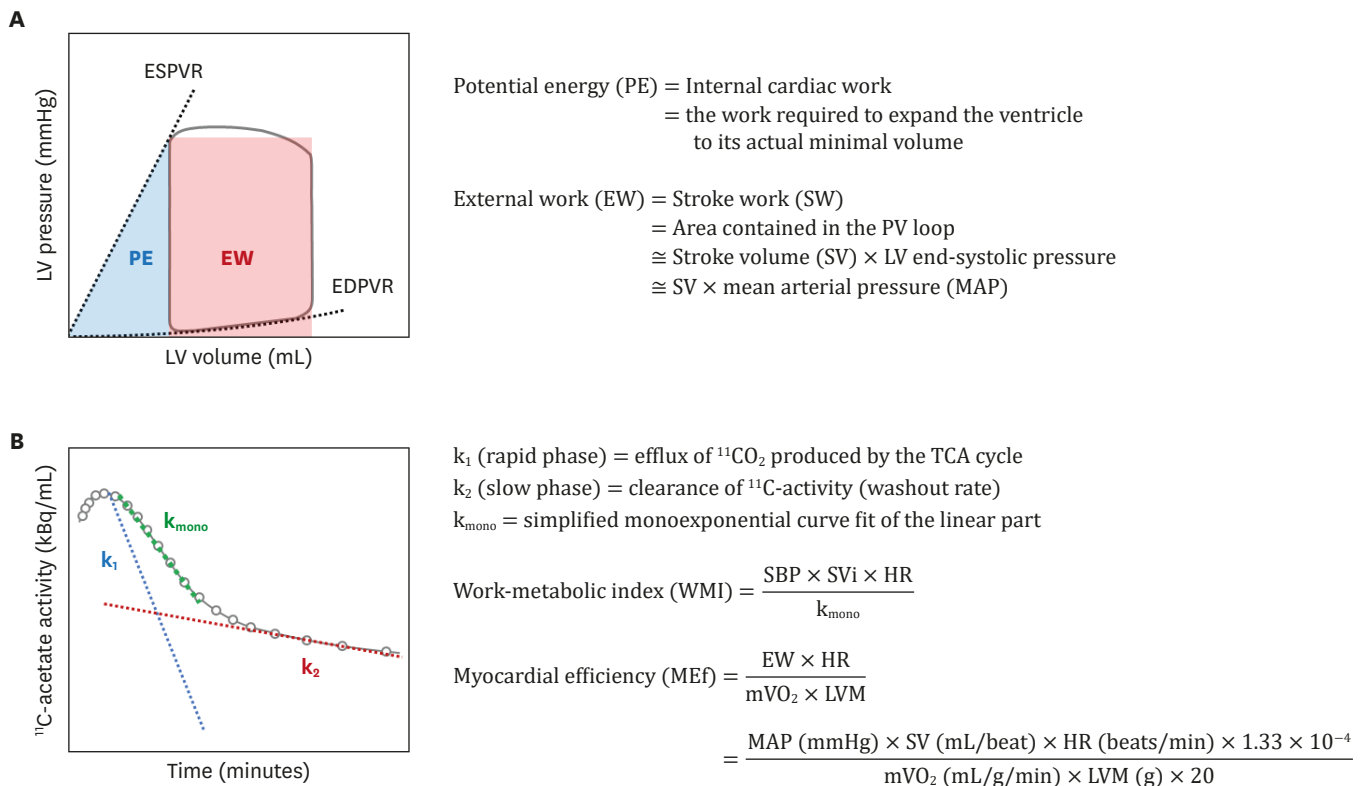 A
ESPVR
LV pressure (mmHg)
PE
EW
EDPVR
LV volume (mL)
Potential energy (PE) = Internal cardiac work
= the work required to expand the ventricle
to its actual minimal volume
External work (EW) = Stroke work (SW)
= Area contained in the PV loop
≅ Stroke volume (SV) × LV end-systolic pressure
≅ SV × mean arterial pressure (MAP)
B
¹¹C-acetate activity (kBq/mL)
kₘₒₙₒ
k₁
k₂
Time (minutes)
k₁ (rapid phase) = efflux of ¹¹CO₂ produced by the TCA cycle
k₂ (slow phase) = clearance of ¹¹C-activity (washout rate)
kₘₒₙₒ = simplified monoexponential curve fit of the linear part
SBP × SVi × HR
Work-metabolic index (WMI) =
kₘₒₙₒ
EW × HR
Myocardial efficiency (MEf) =
mVO₂ × LVM
MAP (mmHg) × SV (mL/beat) × HR (beats/min) × 1.33 × 10⁻⁴
=
mVO₂ (mL/g/min) × LVM (g) × 20